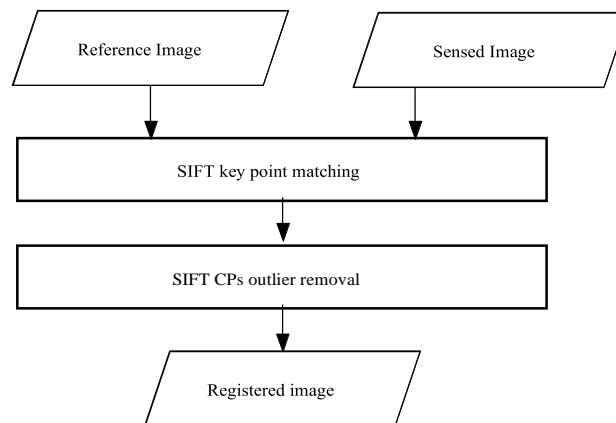 Reference Image
Sensed Image
SIFT key point matching
SIFT CPs outlier removal
Registered image